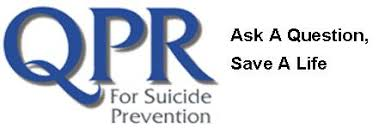 QPR
For Suicide
Prevention
Ask A Question,
Save A Life